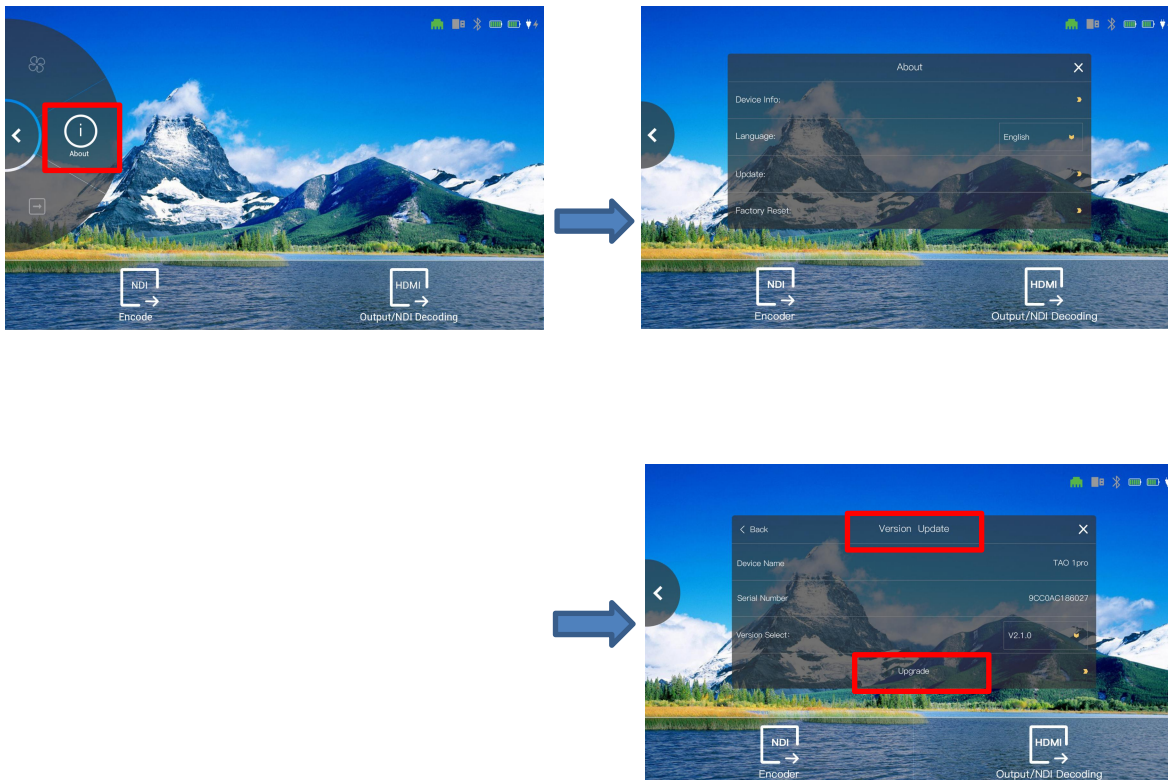 About
NDI
Encode
HDMI
Output/NDI Decoding
About
Device Info:
Language: English
Update:
Factory Reset:
NDI
Encoder
HDMI
Output/NDI Decoding
Back Version Update
Device Name TAO 1pro
Serial Number 9CC0AC186027
Version Select: V2.1.0
Upgrade
NDI
Encoder
HDMI
Output/NDI Decoding